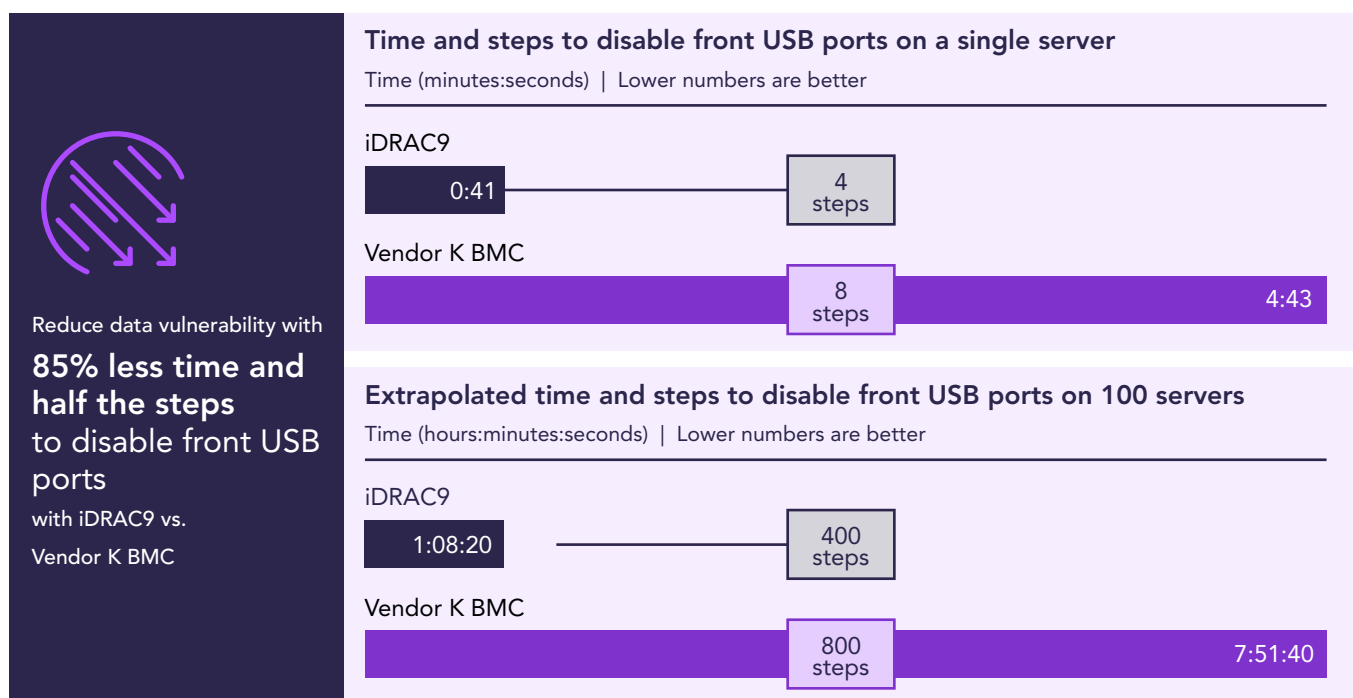 Reduce data vulnerability with
85% less time and
half the steps
to disable front USB
ports
with iDRAC9 vs.
Vendor K BMC
Time and steps to disable front USB ports on a single server
Time (minutes:seconds) | Lower numbers are better
iDRAC9
0:41
4
steps
Vendor K BMC
8
steps
4:43
Extrapolated time and steps to disable front USB ports on 100 servers
Time (hours:minutes:seconds) | Lower numbers are better
iDRAC9
1:08:20
400
steps
Vendor K BMC
800
steps
7:51:40